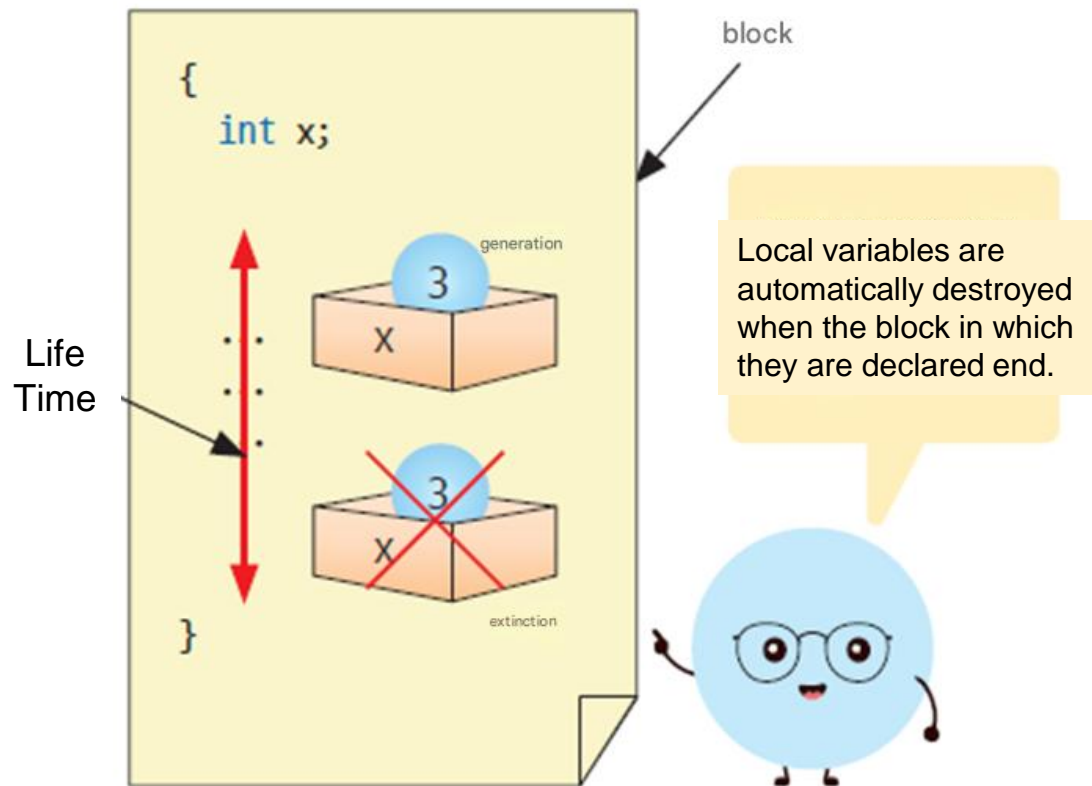 block
{
int x;
generation
3
X
Local variables are
automatically destroyed
when the block in which
they are declared end.
Life
Time
3
X
extinction
}